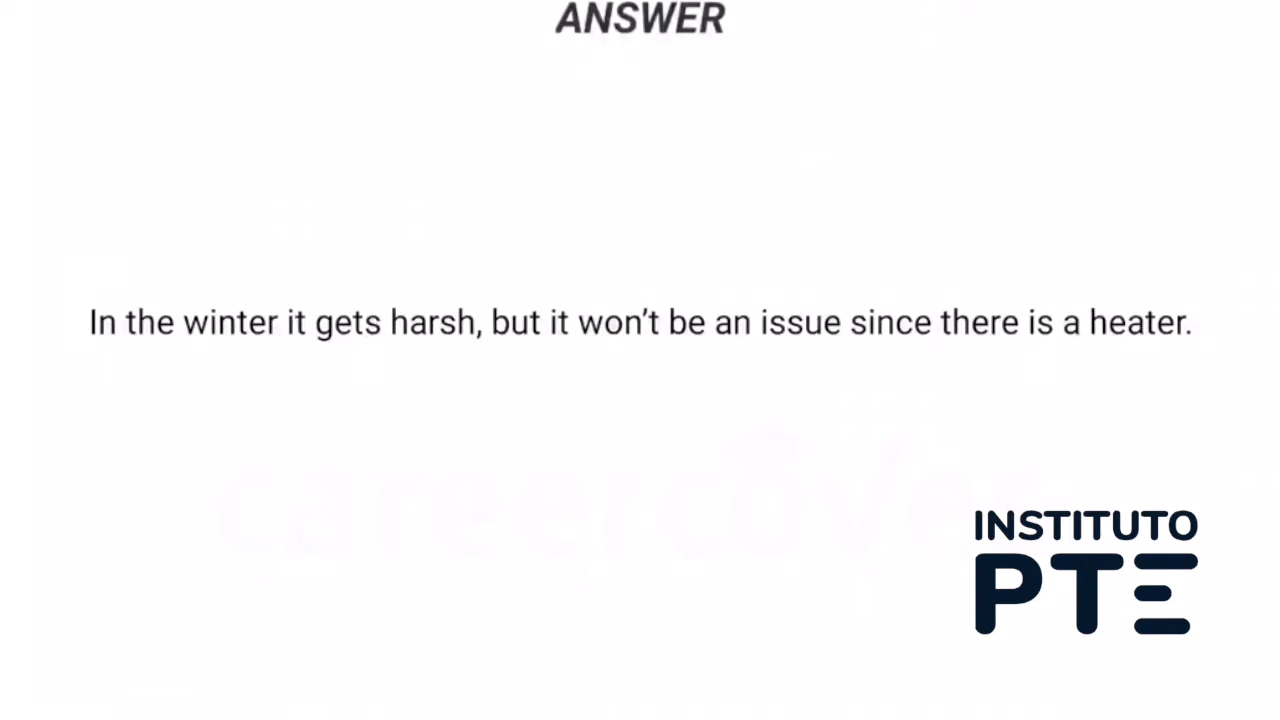 ANSWER
In the winter it gets harsh, but it won't be an issue since there is a heater.
INSTITUTO
PTE